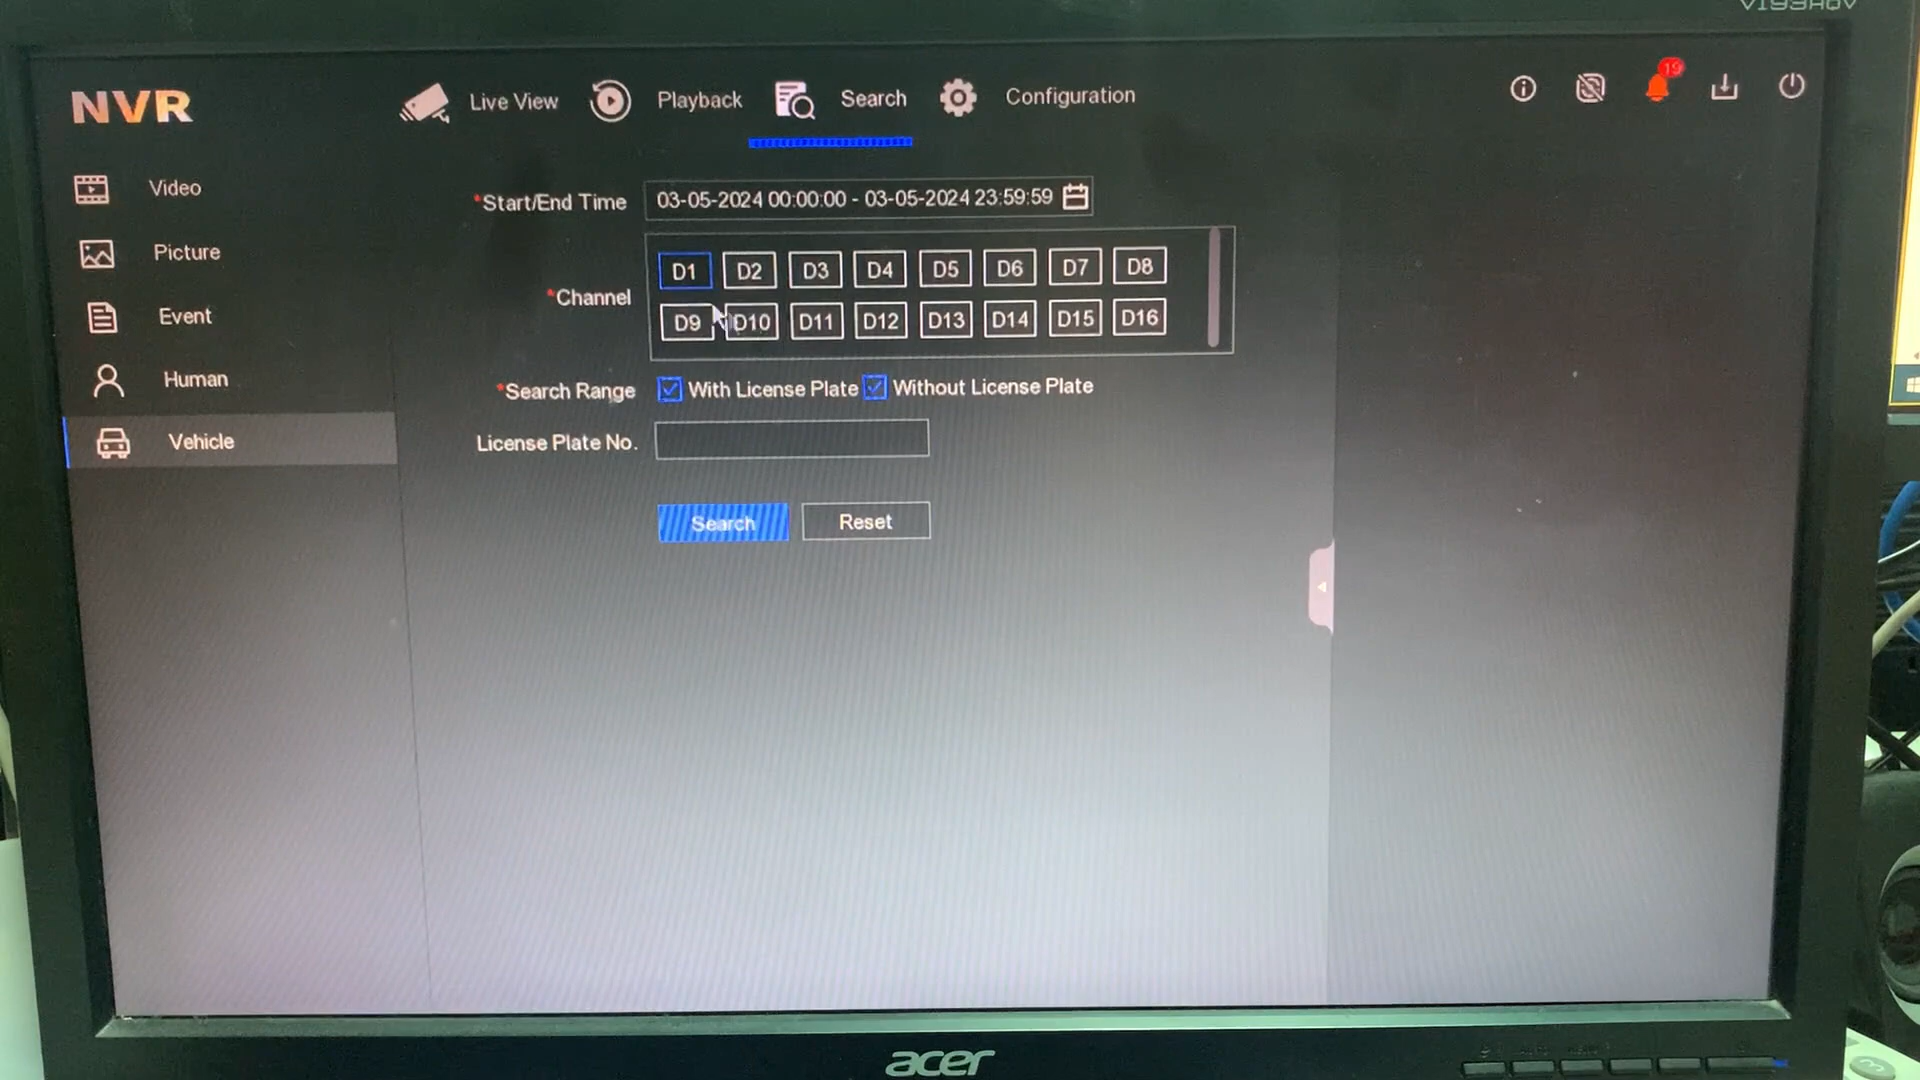 V193HQV
NVR
Live View
Playback
Search
Configuration
19
Video
Picture
Event
Human
Vehicle
*Start/End Time
03-05-2024 00:00:00 - 03-05-2024 23:59:59
*Channel
D1 D2 D3 D4 D5 D6 D7 D8
D9 D10 D11 D12 D13 D14 D15 D16
*Search Range
With License Plate
Without License Plate
License Plate No.
Search
Reset
acer